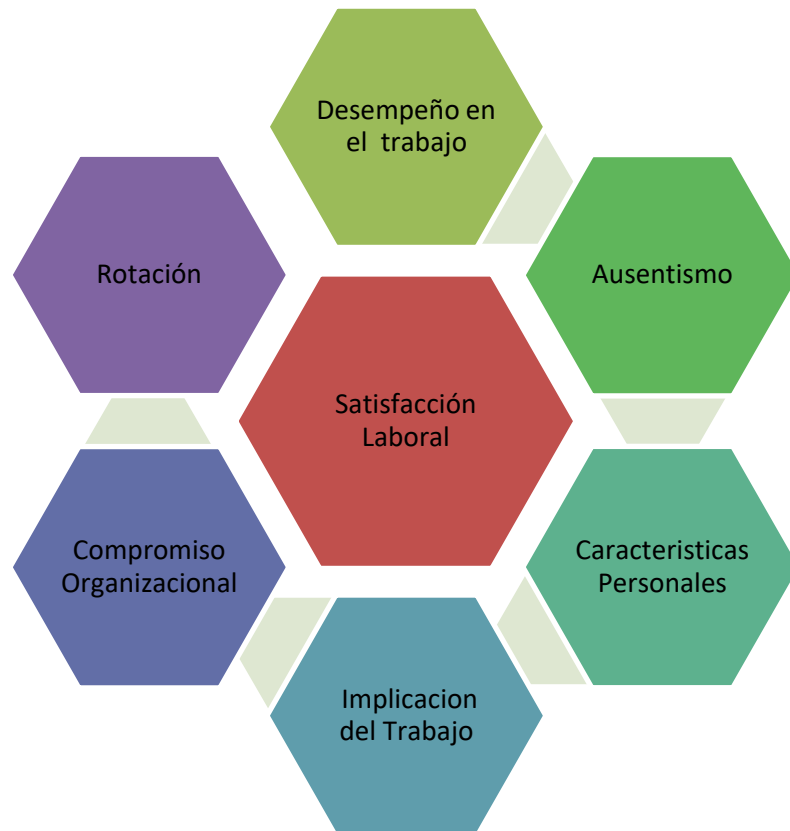 Desempeño en
el trabajo
Rotación
Ausentismo
Satisfacción
Laboral
Compromiso
Organizacional
Caracteristicas
Personales
Implicacion
del Trabajo